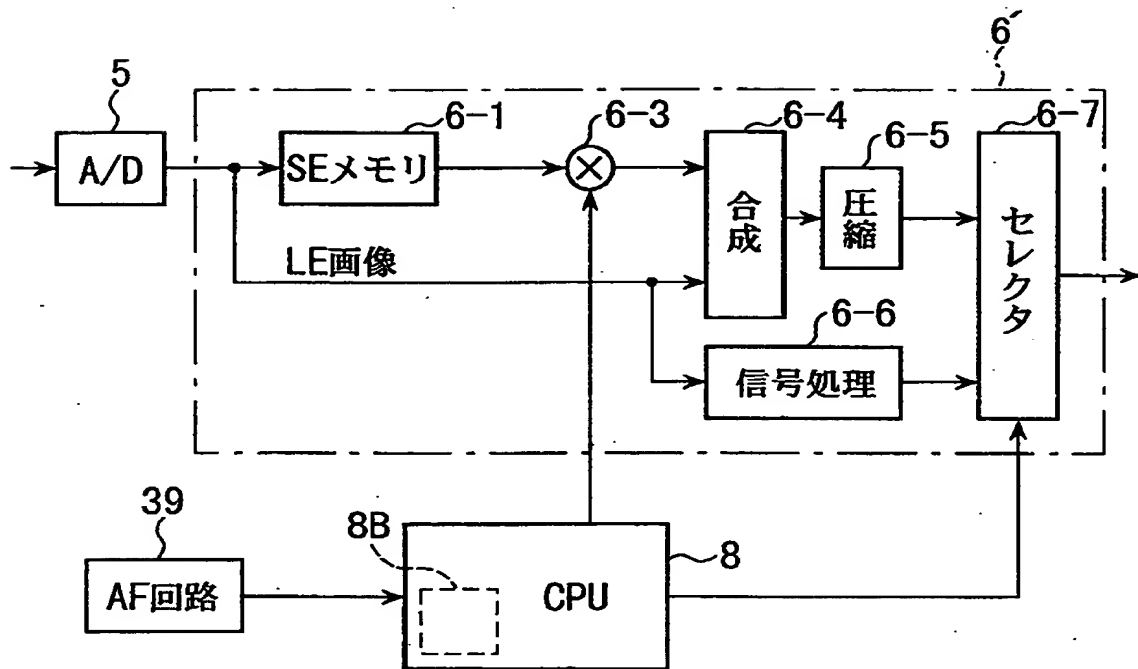 6´
5
6-1
6-3
6-4
6-5
6-7
A/D
SEメモリ
合成
圧縮
セレクタ
LE画像
6-6
信号処理
39
8B
8
AF回路
CPU